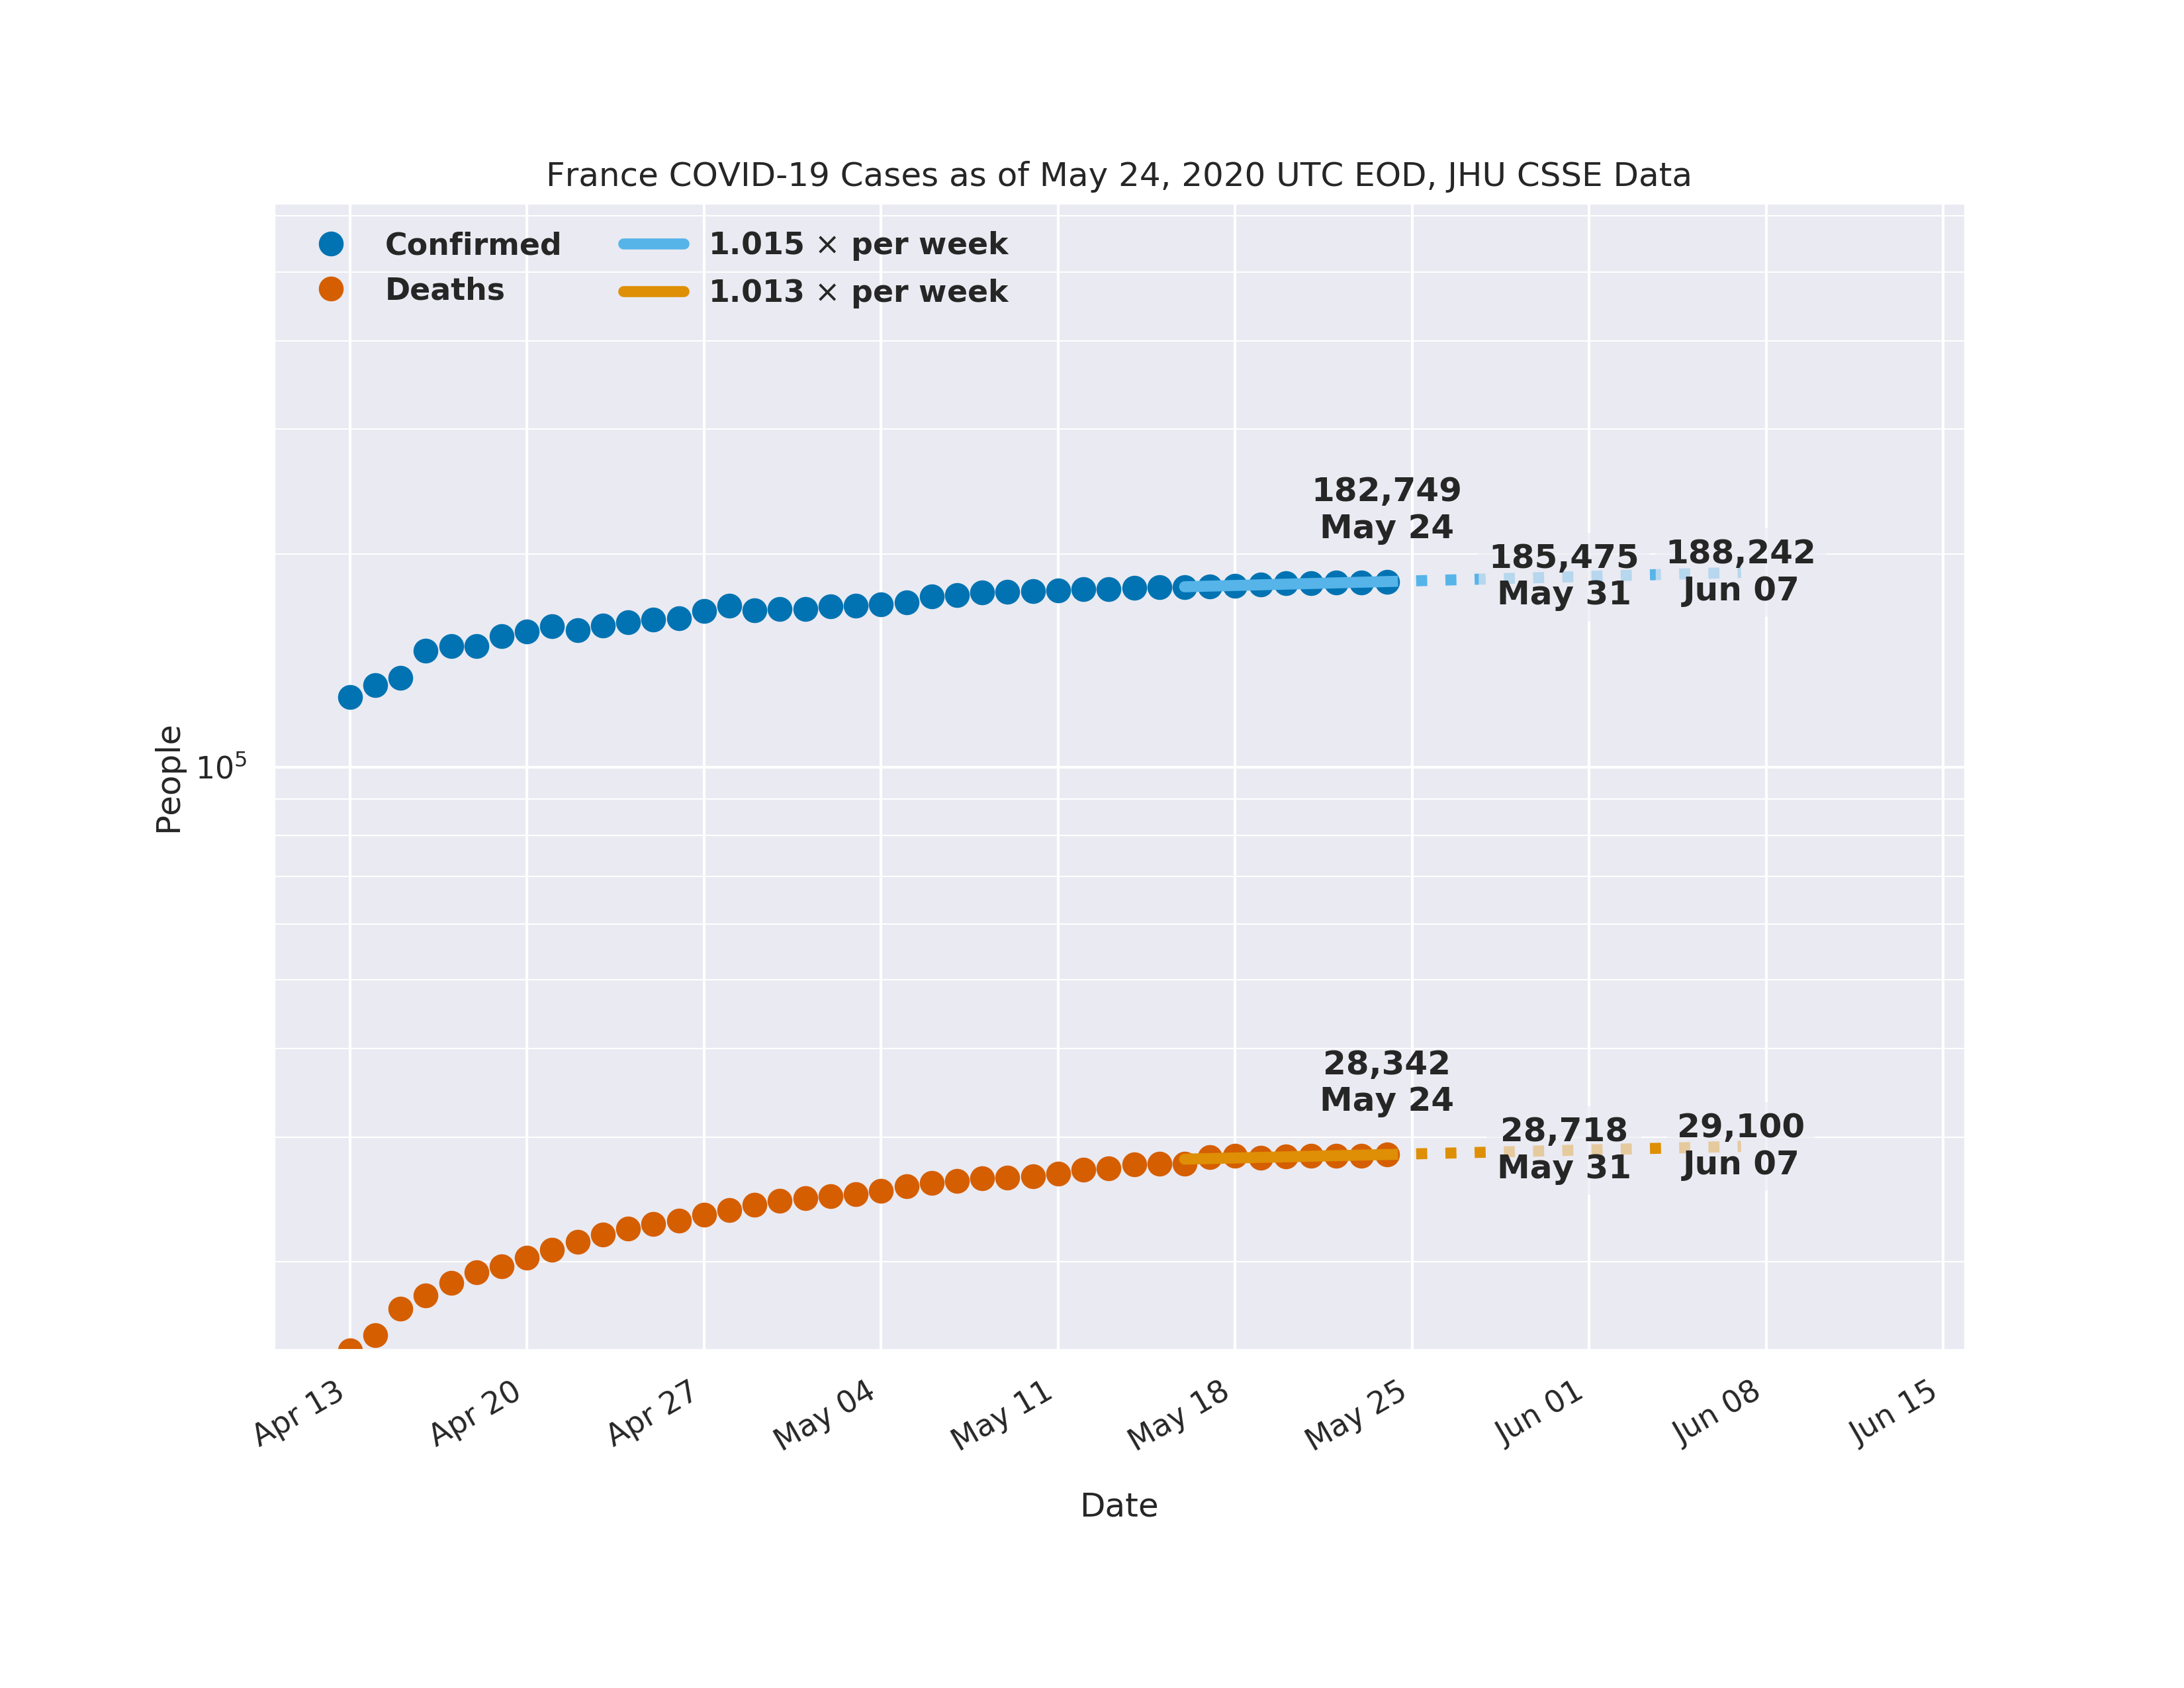 France COVID-19 Cases as of May 24, 2020 UTC EOD, JHU CSSE Data
Confirmed
Deaths
1.015 × per week
1.013 × per week
182,749
May 24
185,475
May 31
188,242
Jun 07
People
10⁵
28,342
May 24
28,718
May 31
29,100
Jun 07
Apr 13
Apr 20
Apr 27
May 04
May 11
May 18
May 25
Jun 01
Jun 08
Jun 15
Date